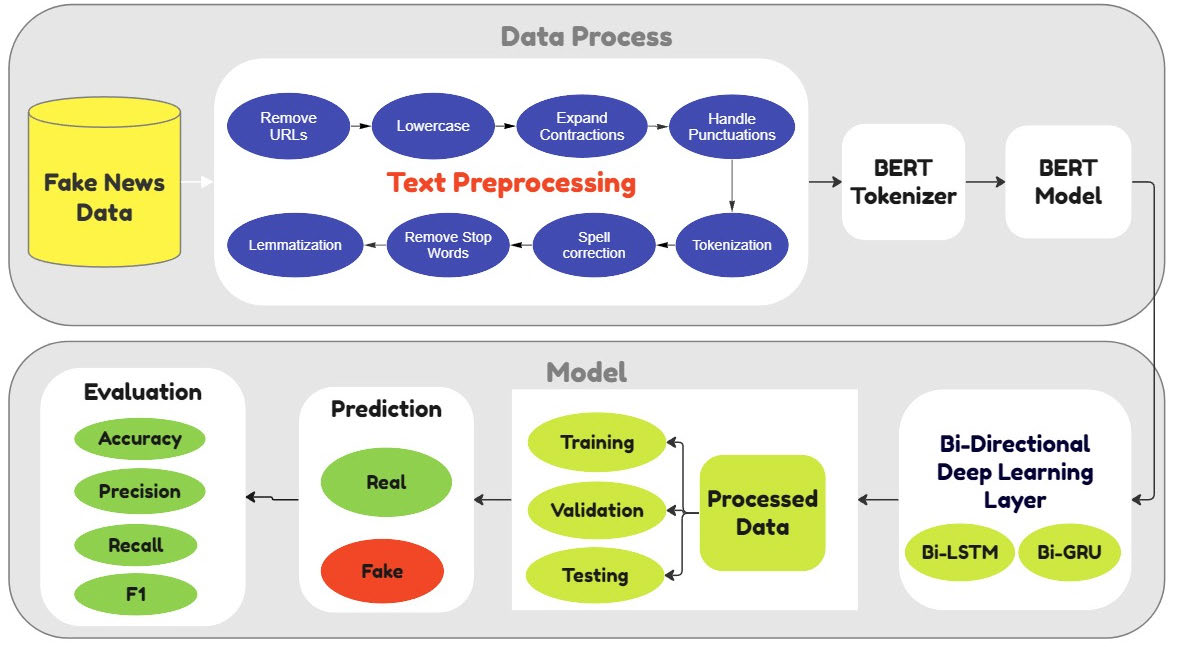 Data Process
Fake News
Data
Remove
URLs
Lowercase
Expand
Contractions
Handle
Punctuations
Text Preprocessing
Lemmatization
Remove Stop
Words
Spell
correction
Tokenization
BERT
Tokenizer
BERT
Model
Model
Evaluation
Accuracy
Precision
Recall
F1
Prediction
Real
Fake
Training
Validation
Testing
Processed
Data
Bi-Directional
Deep Learning
Layer
Bi-LSTM
Bi-GRU